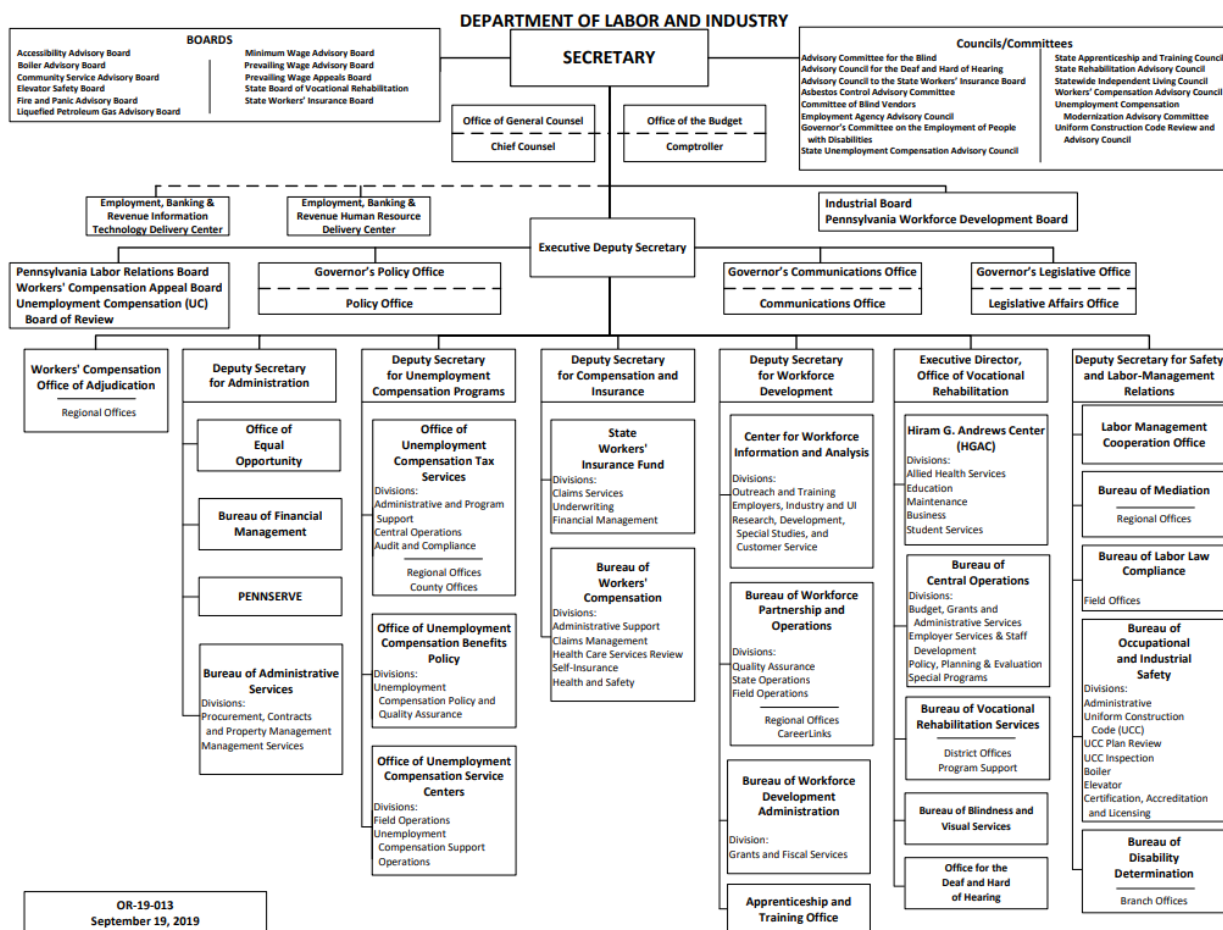 DEPARTMENT OF LABOR AND INDUSTRY
BOARDS
Accessibility Advisory Board
Boiler Advisory Board
Community Service Advisory Board
Elevator Safety Board
Fire and Panic Advisory Board
Liquefied Petroleum Gas Advisory Board
Minimum Wage Advisory Board
Prevailing Wage Advisory Board
Prevailing Wage Appeals Board
State Board of Vocational Rehabilitation
State Workers' Insurance Board
SECRETARY
Councils/Committees
Advisory Committee for the Blind
Advisory Council for the Deaf and Hard of Hearing
Advisory Council to the State Workers' Insurance Board
Asbestos Control Advisory Committee
Committee of Blind Vendors
Employment Agency Advisory Council
Governor's Committee on the Employment of People
with Disabilities
State Unemployment Compensation Advisory Council
State Apprenticeship and Training Council
State Rehabilitation Advisory Council
Statewide Independent Living Council
Workers' Compensation Advisory Council
Unemployment Compensation
Modernization Advisory Committee
Uniform Construction Code Review and
Advisory Council
Office of General Counsel
Chief Counsel
Office of the Budget
Comptroller
Employment, Banking &
Revenue Information
Technology Delivery Center
Employment, Banking &
Revenue Human Resource
Delivery Center
Industrial Board
Pennsylvania Workforce Development Board
Executive Deputy Secretary
Pennsylvania Labor Relations Board
Workers' Compensation Appeal Board
Unemployment Compensation (UC)
Board of Review
Governor's Policy Office
Policy Office
Governor's Communications Office
Communications Office
Governor's Legislative Office
Legislative Affairs Office
Workers' Compensation
Office of Adjudication
Regional Offices
Deputy Secretary
for Administration
Office of
Equal
Opportunity
Bureau of Financial
Management
PENNSERVE
Bureau of Administrative
Services
Divisions:
Procurement, Contracts
and Property Management
Management Services
Deputy Secretary
for Unemployment
Compensation Programs
Office of
Unemployment
Compensation Tax
Services
Divisions:
Administrative and Program
Support
Central Operations
Audit and Compliance
Regional Offices
County Offices
Office of Unemployment
Compensation Benefits
Policy
Divisions:
Unemployment
Compensation Policy and
Quality Assurance
Office of Unemployment
Compensation Service
Centers
Divisions:
Field Operations
Unemployment
Compensation Support
Operations
Deputy Secretary
for Compensation and
Insurance
State
Workers'
Insurance Fund
Divisions:
Claims Services
Underwriting
Financial Management
Bureau of
Workers'
Compensation
Divisions:
Administrative Support
Claims Management
Health Care Services Review
Self-Insurance
Health and Safety
Deputy Secretary
for Workforce
Development
Center for Workforce
Information and Analysis
Divisions:
Outreach and Training
Employers, Industry and UI
Research, Development,
Special Studies, and
Customer Service
Bureau of Workforce
Partnership and
Operations
Divisions:
Quality Assurance
State Operations
Field Operations
Regional Offices
CareerLinks
Bureau of Workforce
Development
Administration
Division:
Grants and Fiscal Services
Apprenticeship and
Training Office
Executive Director,
Office of Vocational
Rehabilitation
Hiram G. Andrews Center
(HGAC)
Divisions:
Allied Health Services
Education
Maintenance
Business
Student Services
Bureau of
Central Operations
Divisions:
Budget, Grants and
Administrative Services
Employer Services & Staff
Development
Policy, Planning & Evaluation
Special Programs
Bureau of Vocational
Rehabilitation Services
District Offices
Program Support
Bureau of Blindness and
Visual Services
Office for the
Deaf and Hard
of Hearing
Deputy Secretary for Safety
and Labor-Management
Relations
Labor Management
Cooperation Office
Bureau of Mediation
Regional Offices
Bureau of Labor Law
Compliance
Field Offices
Bureau of
Occupational
and Industrial
Safety
Divisions:
Administrative
Uniform Construction
Code (UCC)
UCC Plan Review
UCC Inspection
Boiler
Elevator
Certification, Accreditation
and Licensing
Bureau of
Disability
Determination
Branch Offices
OR-19-013
September 19, 2019